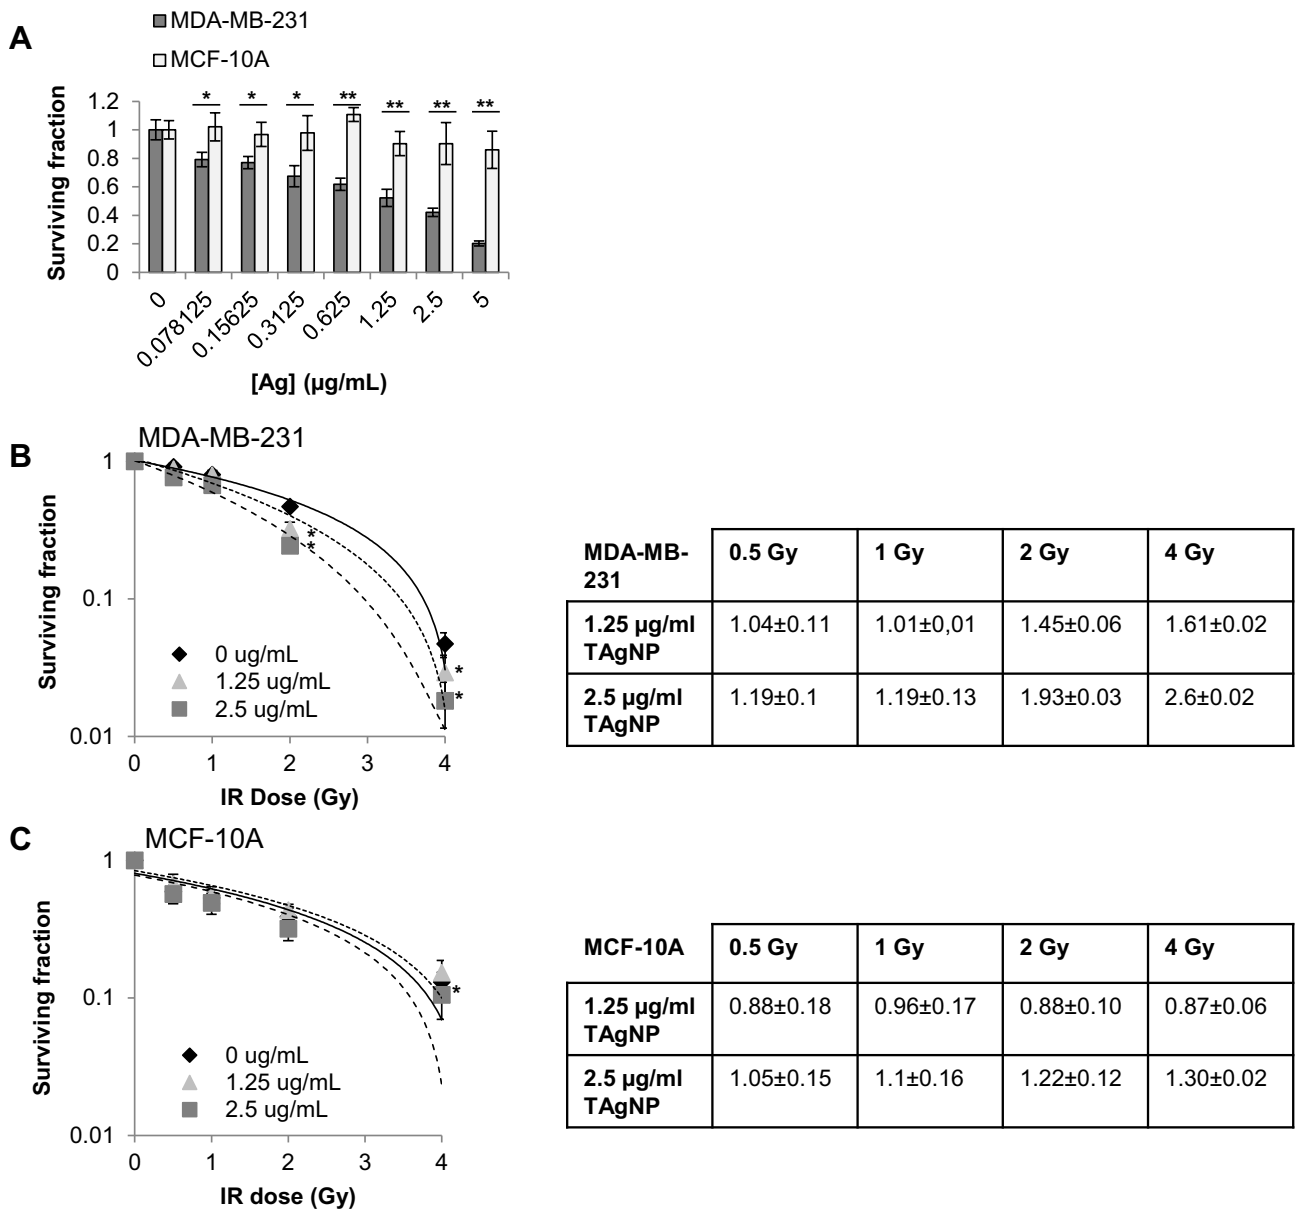 A
MDA-MB-231
MCF-10A
* * * ** ** ** **
Surviving fraction
1.2
1
0.8
0.6
0.4
0.2
0
0 0.078125 0.15625 0.3125 0.625 1.25 2.5 5
[Ag] (µg/mL)
B
MDA-MB-231
Surviving fraction
1
0.1
0.01
*
*
*
*
0 ug/mL
1.25 ug/mL
2.5 ug/mL
0 1 2 3 4
IR Dose (Gy)
MDA-MB- 0.5 Gy 1 Gy 2 Gy 4 Gy
231
1.25 µg/ml 1.04±0.11 1.01±0,01 1.45±0.06 1.61±0.02
TAgNP
2.5 µg/ml 1.19±0.1 1.19±0.13 1.93±0.03 2.6±0.02
TAgNP
C
MCF-10A
Surviving fraction
1
0.1
0.01
*
0 ug/mL
1.25 ug/mL
2.5 ug/mL
0 1 2 3 4
IR dose (Gy)
MCF-10A 0.5 Gy 1 Gy 2 Gy 4 Gy
1.25 µg/ml 0.88±0.18 0.96±0.17 0.88±0.10 0.87±0.06
TAgNP
2.5 µg/ml 1.05±0.15 1.1±0.16 1.22±0.12 1.30±0.02
TAgNP